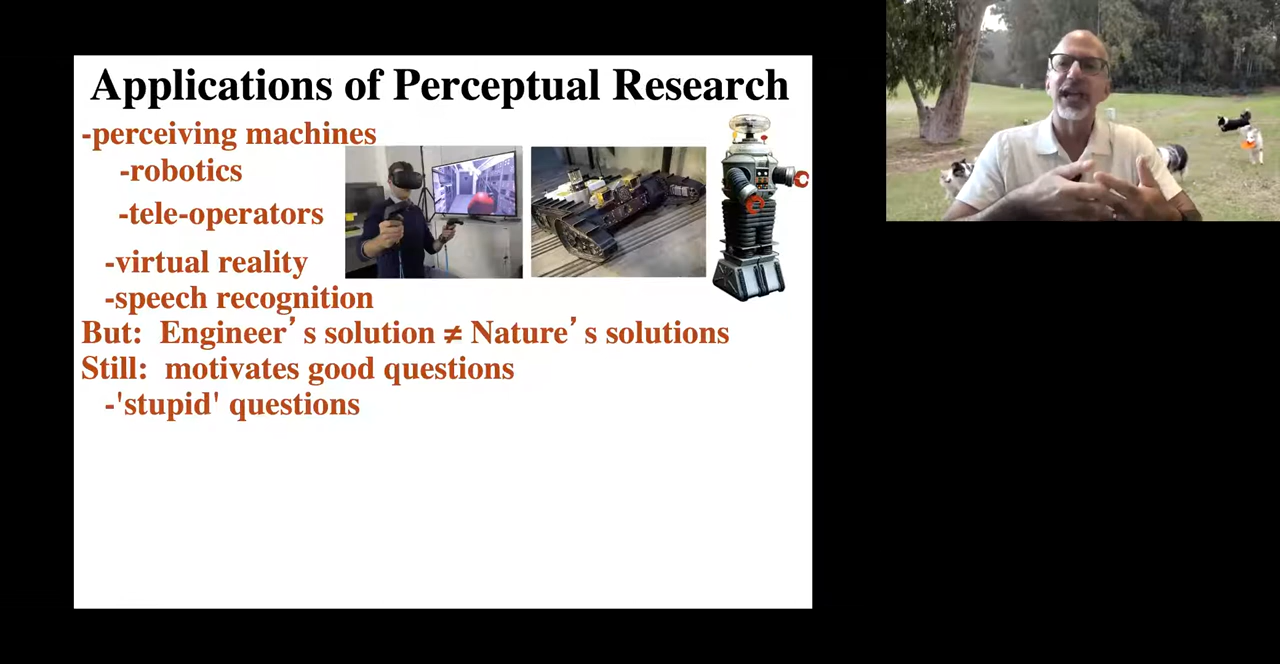 Applications of Perceptual Research
-perceiving machines
-robotics
-tele-operators
-virtual reality
-speech recognition
But: Engineer’s solution ≠ Nature’s solutions
Still: motivates good questions
-'stupid' questions